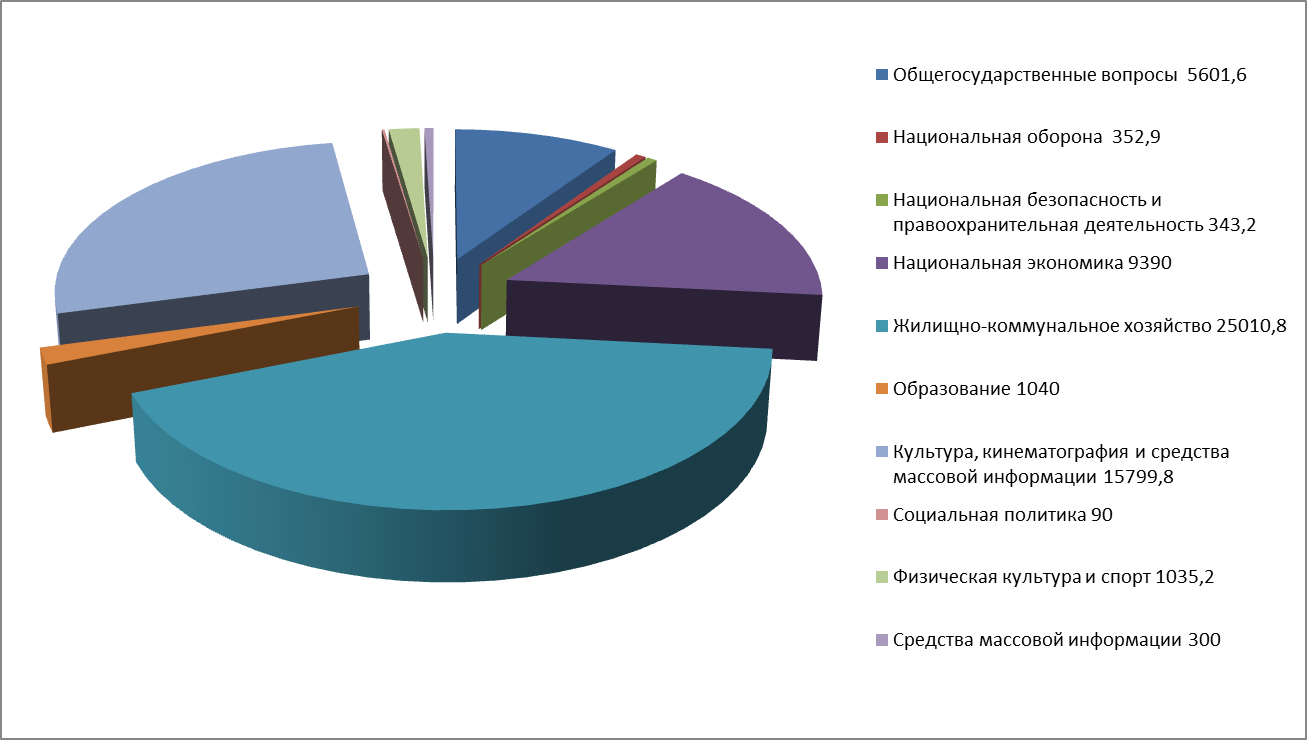 Общегосударственные вопросы 5601,6
Национальная оборона 352,9
Национальная безопасность и
правоохранительная деятельность 343,2
Национальная экономика 9390
Жилищно-коммунальное хозяйство 25010,8
Образование 1040
Культура, кинематография и средства
массовой информации 15799,8
Социальная политика 90
Физическая культура и спорт 1035,2
Средства массовой информации 300